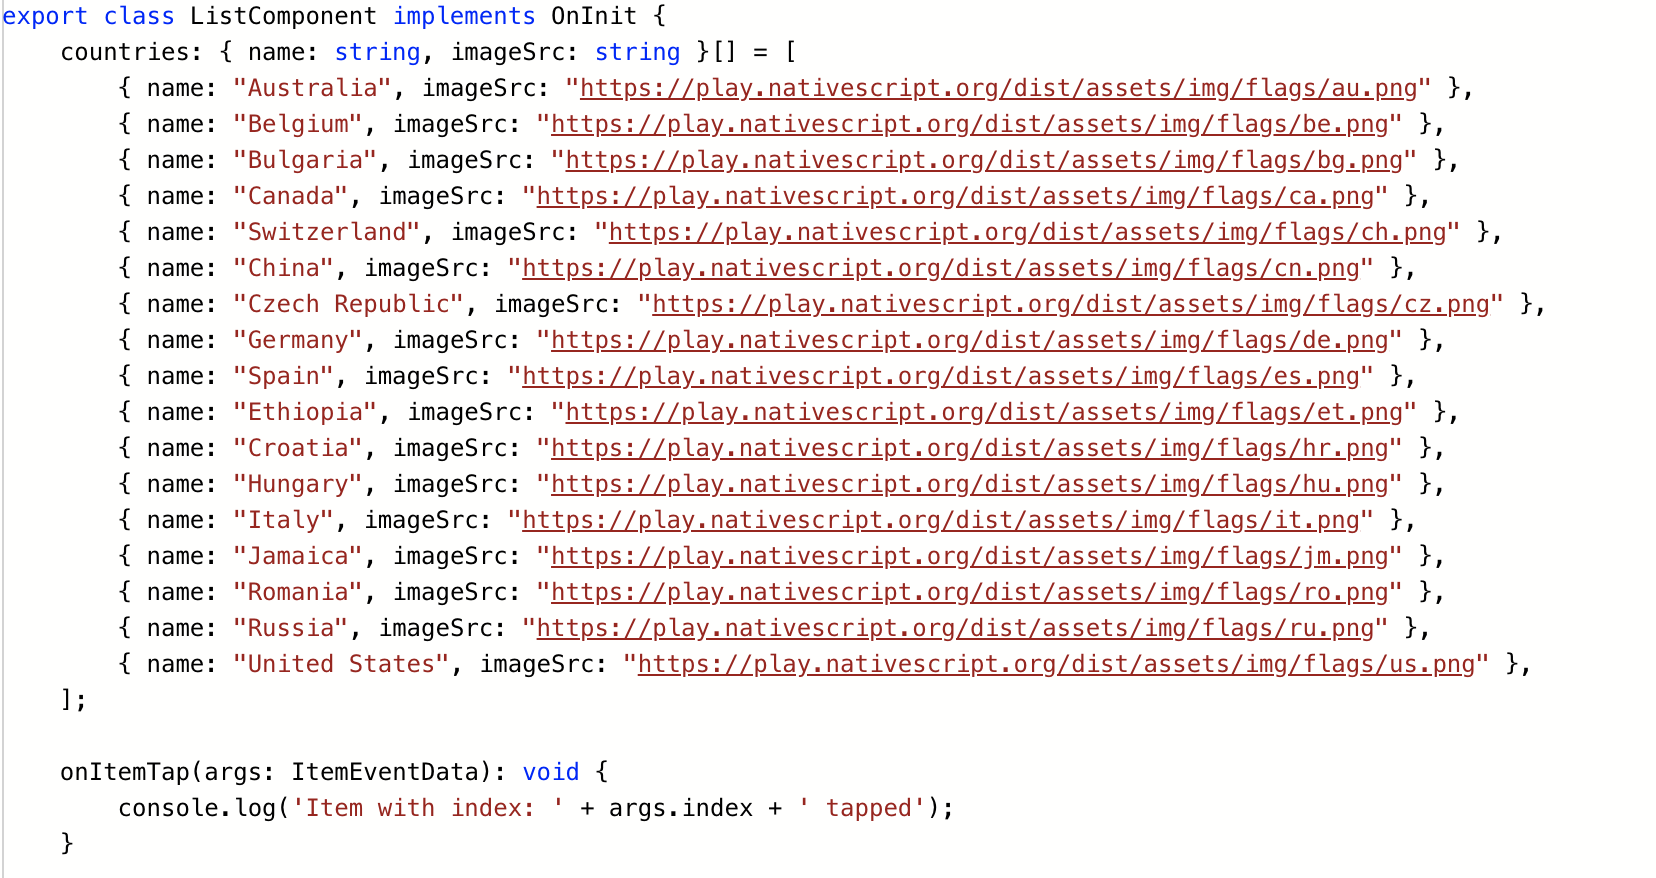 export class ListComponent implements OnInit {
    countries: { name: string, imageSrc: string }[] = [
        { name: "Australia", imageSrc: "https://play.nativescript.org/dist/assets/img/flags/au.png" },
        { name: "Belgium", imageSrc: "https://play.nativescript.org/dist/assets/img/flags/be.png" },
        { name: "Bulgaria", imageSrc: "https://play.nativescript.org/dist/assets/img/flags/bg.png" },
        { name: "Canada", imageSrc: "https://play.nativescript.org/dist/assets/img/flags/ca.png" },
        { name: "Switzerland", imageSrc: "https://play.nativescript.org/dist/assets/img/flags/ch.png" },
        { name: "China", imageSrc: "https://play.nativescript.org/dist/assets/img/flags/cn.png" },
        { name: "Czech Republic", imageSrc: "https://play.nativescript.org/dist/assets/img/flags/cz.png" },
        { name: "Germany", imageSrc: "https://play.nativescript.org/dist/assets/img/flags/de.png" },
        { name: "Spain", imageSrc: "https://play.nativescript.org/dist/assets/img/flags/es.png" },
        { name: "Ethiopia", imageSrc: "https://play.nativescript.org/dist/assets/img/flags/et.png" },
        { name: "Croatia", imageSrc: "https://play.nativescript.org/dist/assets/img/flags/hr.png" },
        { name: "Hungary", imageSrc: "https://play.nativescript.org/dist/assets/img/flags/hu.png" },
        { name: "Italy", imageSrc: "https://play.nativescript.org/dist/assets/img/flags/it.png" },
        { name: "Jamaica", imageSrc: "https://play.nativescript.org/dist/assets/img/flags/jm.png" },
        { name: "Romania", imageSrc: "https://play.nativescript.org/dist/assets/img/flags/ro.png" },
        { name: "Russia", imageSrc: "https://play.nativescript.org/dist/assets/img/flags/ru.png" },
        { name: "United States", imageSrc: "https://play.nativescript.org/dist/assets/img/flags/us.png" },
    ];

    onItemTap(args: ItemEventData): void {
        console.log('Item with index: ' + args.index + ' tapped');
    }